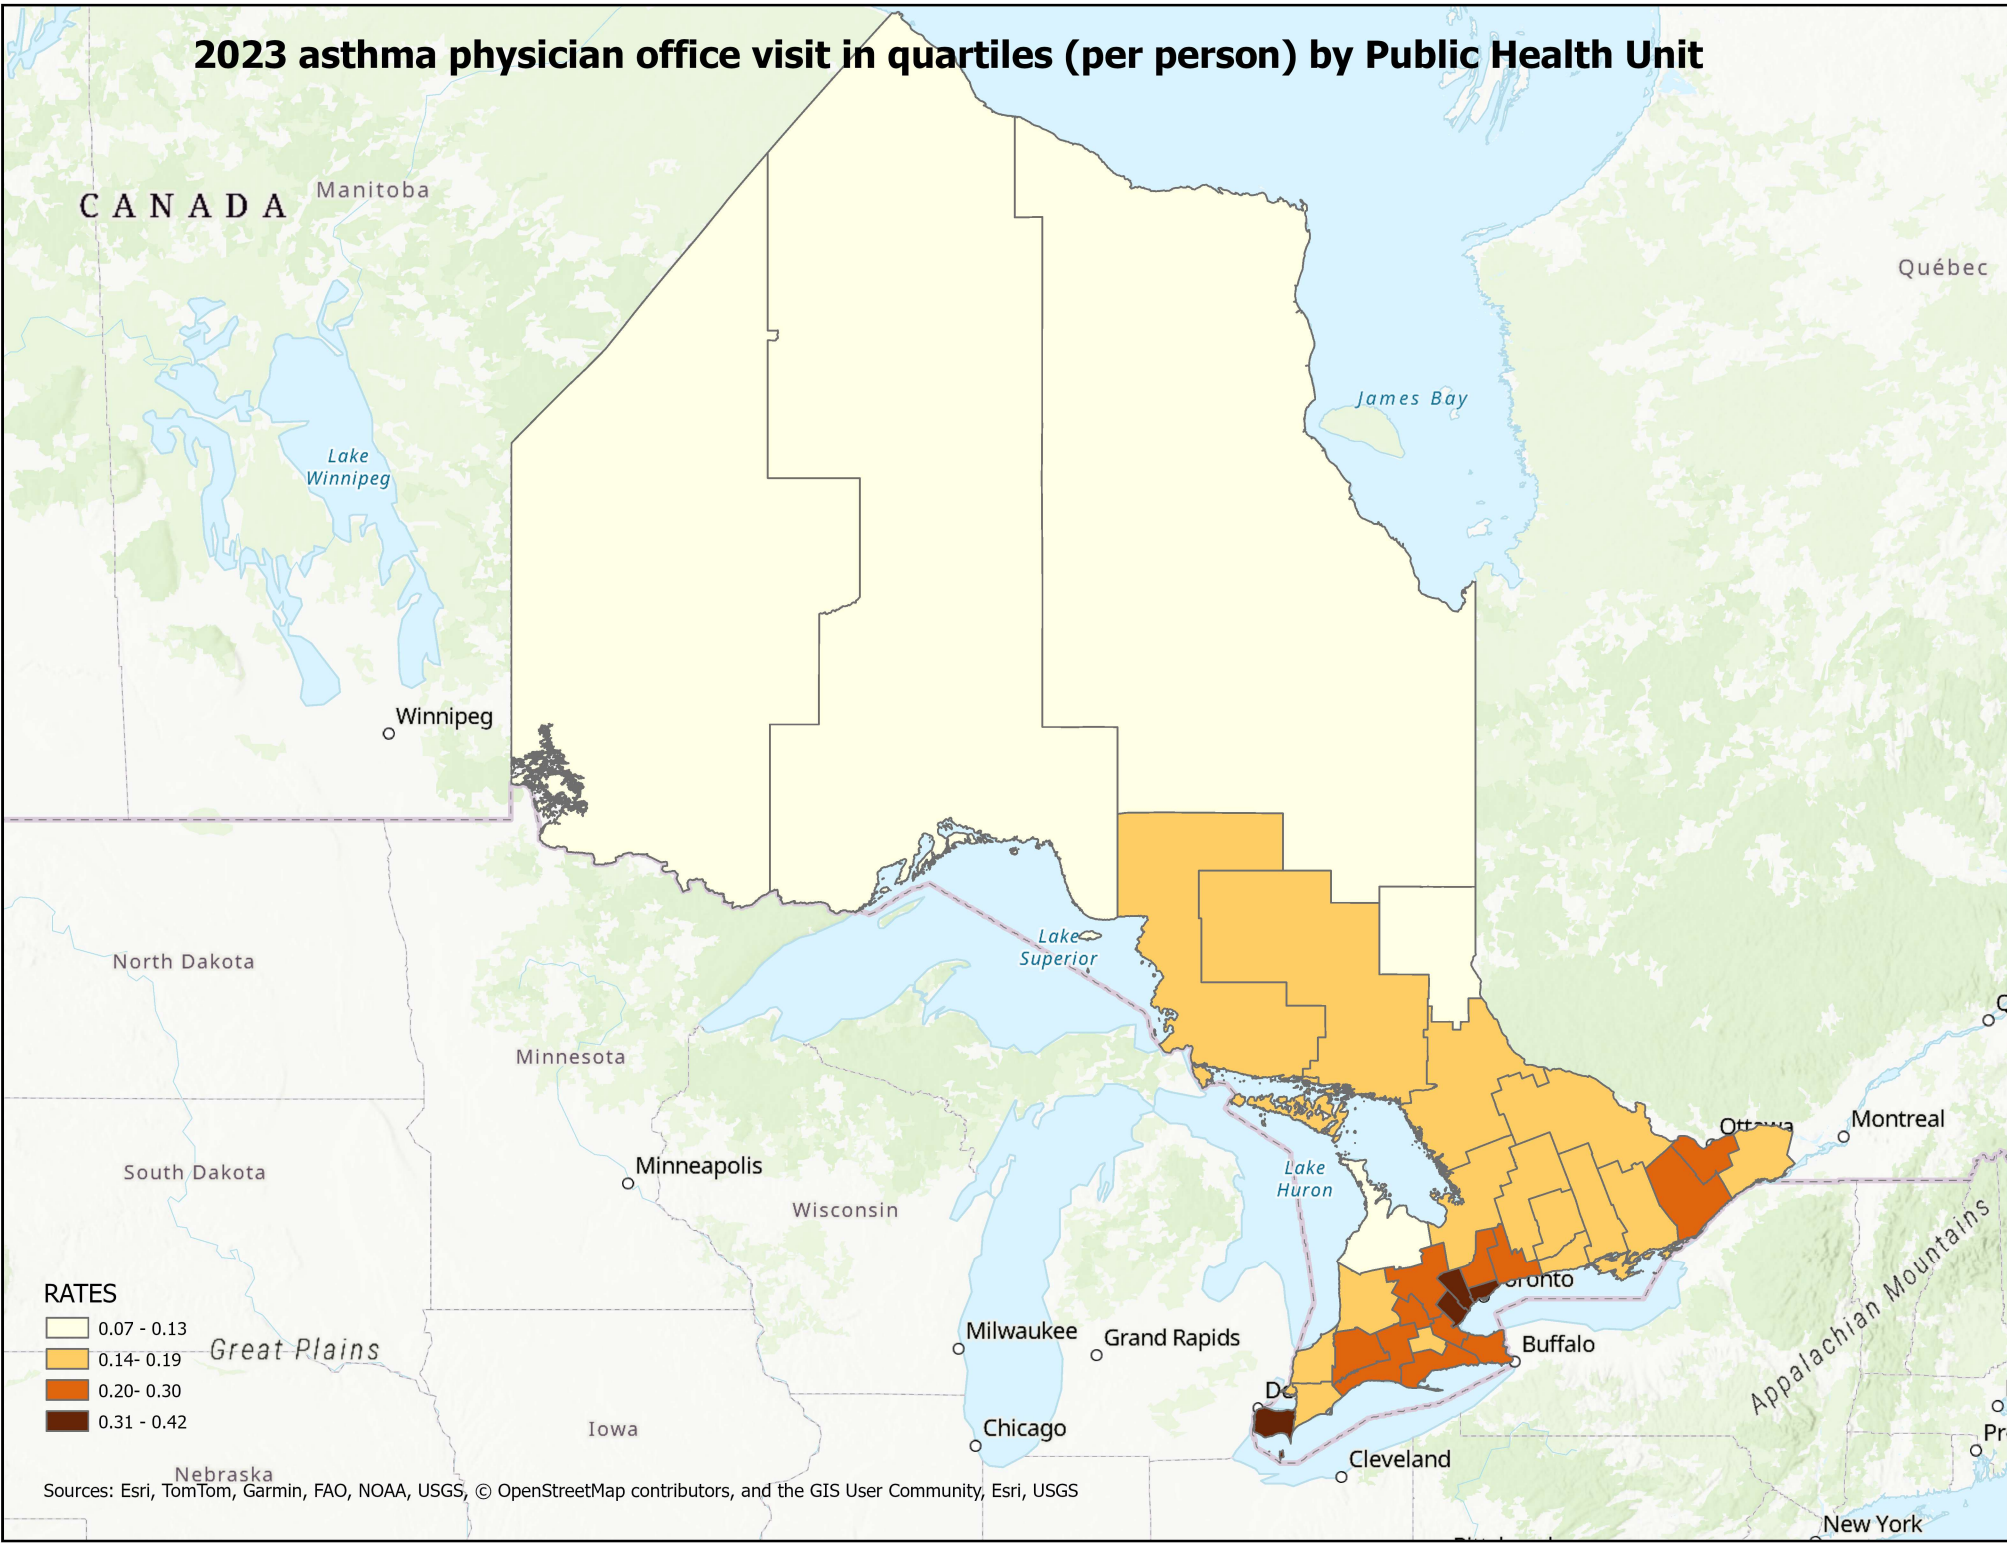 2023 asthma physician office visit in quartiles (per person) by Public Health Unit
CANADA
Manitoba
Québec
James Bay
Lake
Winnipeg
Winnipeg
Lake
Superior
North Dakota
Minnesota
Montreal
Ottawa
South Dakota
Minneapolis
Lake
Huron
Wisconsin
Appalachian Mountains
RATES
0.07 - 0.13
0.14- 0.19
0.20- 0.30
0.31 - 0.42
Great Plains
Milwaukee
Grand Rapids
oronto
Buffalo
De
Iowa
Chicago
Cleveland
Nebraska
Sources: Esri, TomTom, Garmin, FAO, NOAA, USGS, © OpenStreetMap contributors, and the GIS User Community, Esri, USGS
Pr
New York